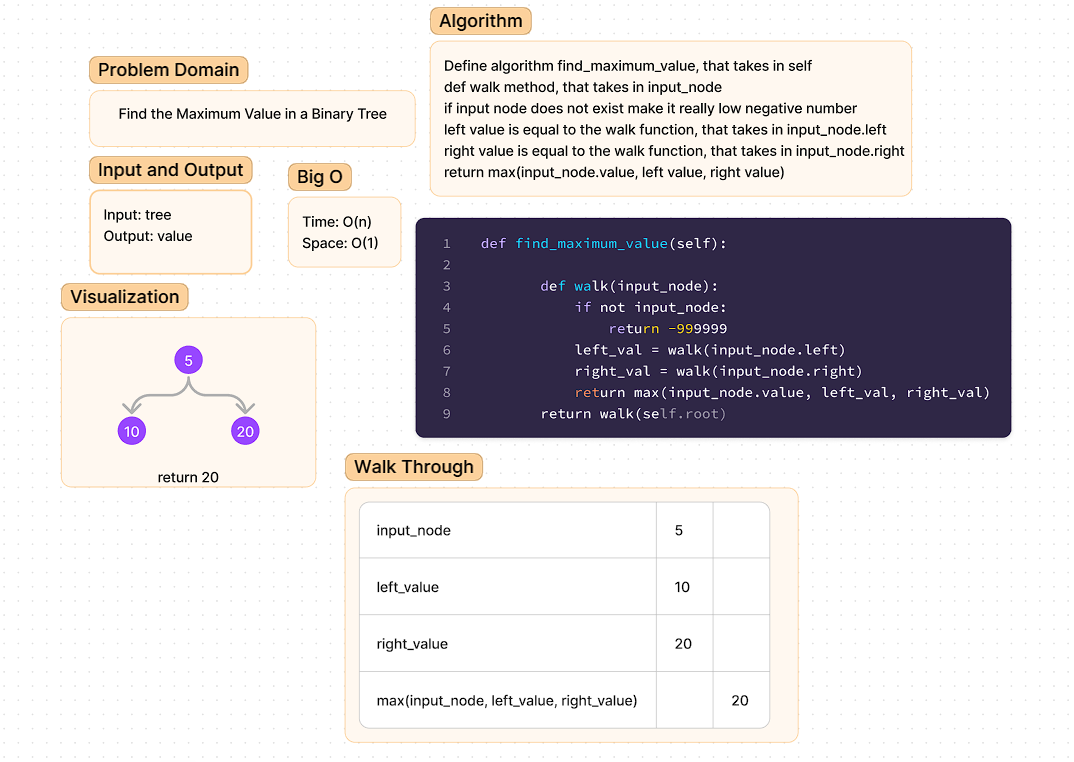 Algorithm
Define algorithm find_maximum_value, that takes in self
def walk method, that takes in input_node
if input node does not exist make it really low negative number
left value is equal to the walk function, that takes in input_node.left
right value is equal to the walk function, that takes in input_node.right
return max(input_node.value, left value, right value)
Problem Domain
Find the Maximum Value in a Binary Tree
Input and Output
Input: tree
Output: value
Big O
Time: O(n)
Space: O(1)
1 def find_maximum_value(self):
2
3 def walk(input_node):
4 if not input_node:
5 return -999999
6 left_val = walk(input_node.left)
7 right_val = walk(input_node.right)
8 return max(input_node.value, left_val, right_val)
9 return walk(self.root)
Visualization
5
10 20
return 20
Walk Through
input_node 5
left_value 10
right_value 20
max(input_node, left_value, right_value) 20